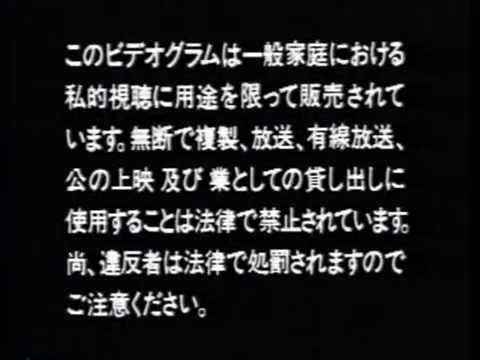 このビデオグラムは一般家庭における
私的視聴に用途を限って販売されて
います。無断で複製、放送、有線放送、
公の上映 及び 業としての貸し出しに
使用することは法律で禁止されています。
尚、違反者は法律で処罰されますので
ご注意ください。